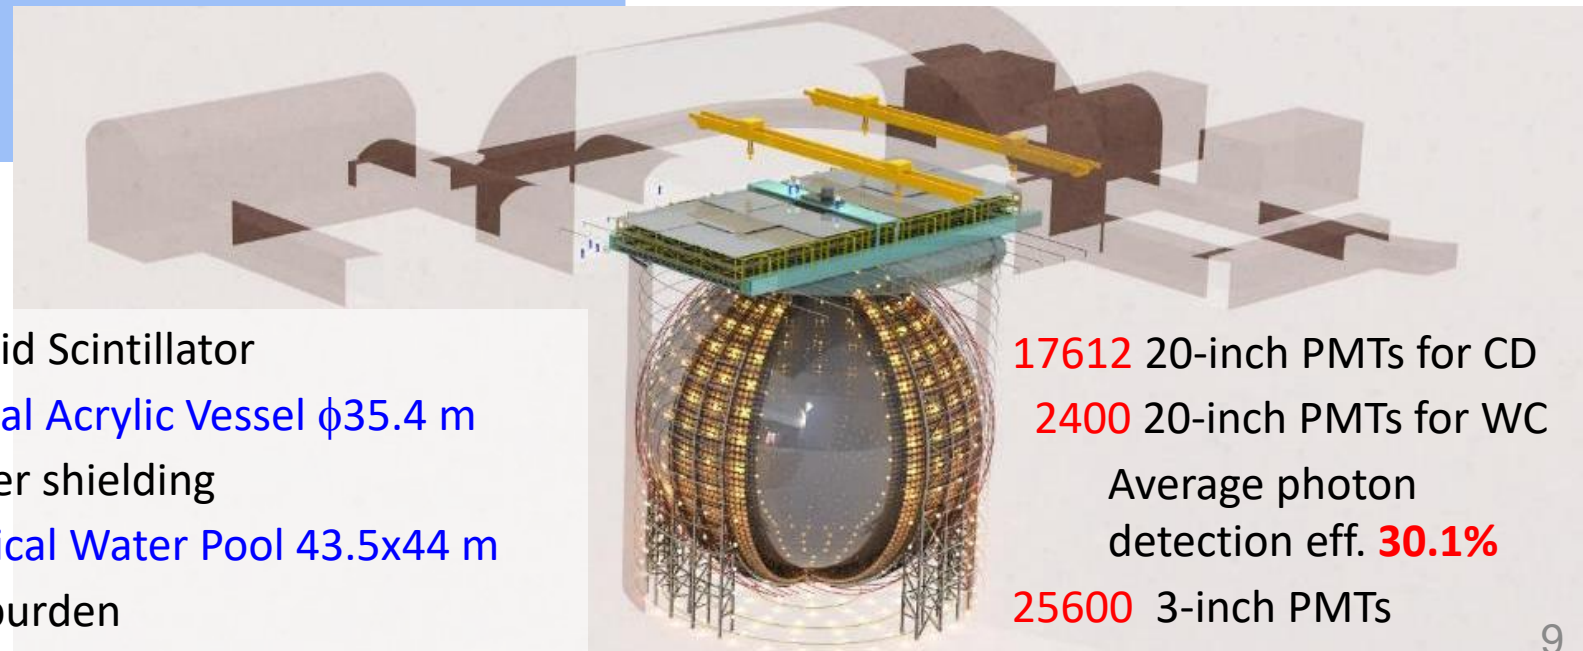 id Scintillator
al Acrylic Vessel ϕ35.4 m
er shielding
ical Water Pool 43.5x44 m
burden
17612 20-inch PMTs for CD
2400 20-inch PMTs for WC
Average photon
detection eff. 30.1%
25600 3-inch PMTs
9